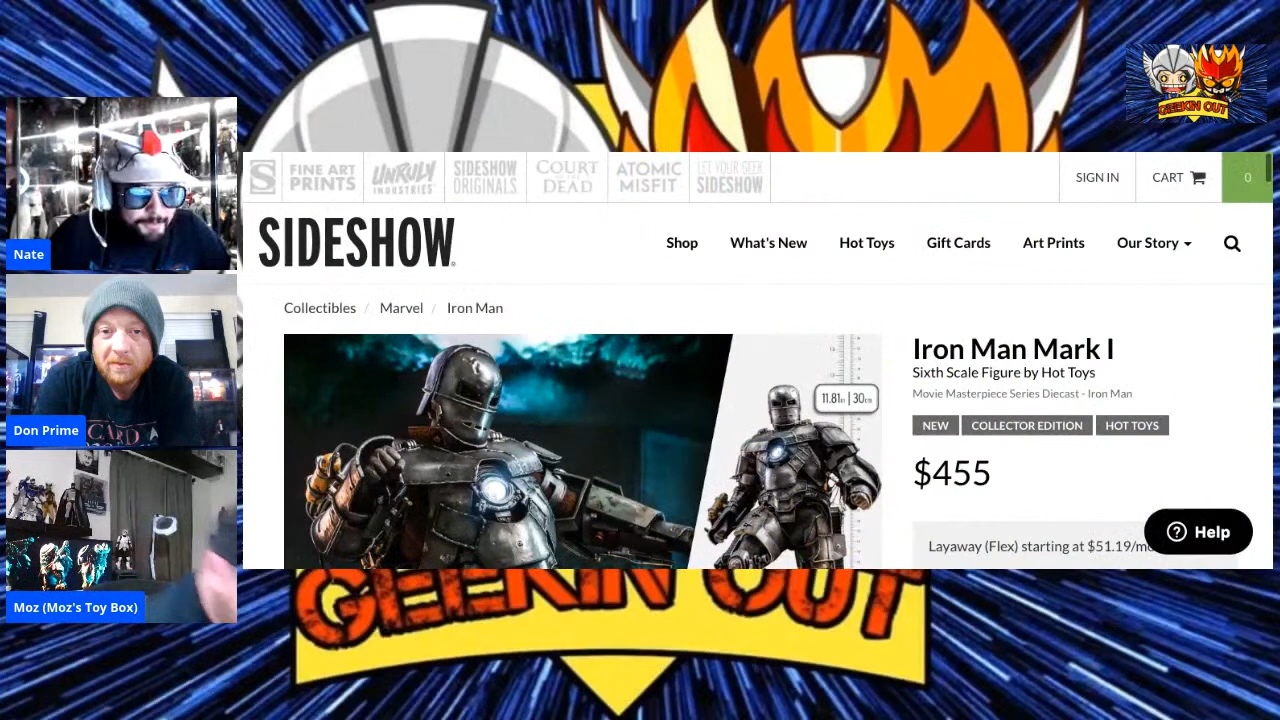 GEEKIN OUT
FINE ART
PRINTS
UNRULY
INDUSTRIES
SIDESHOW
ORIGINALS
COURT
OF THE
DEAD
ATOMIC
MISFIT
LET YOUR GEEK
SIDESHOW
SIGN IN
CART
0
SIDESHOW
Shop
What's New
Hot Toys
Gift Cards
Art Prints
Our Story
Collectibles / Marvel / Iron Man
Iron Man Mark I
Sixth Scale Figure by Hot Toys
Movie Masterpiece Series Diecast - Iron Man
NEW
COLLECTOR EDITION
HOT TOYS
$455
Layaway (Flex) starting at $51.19/mo
Help
11.81in | 30cm
Nate
Don Prime
Moz (Moz's Toy Box)
GEEKIN OUT